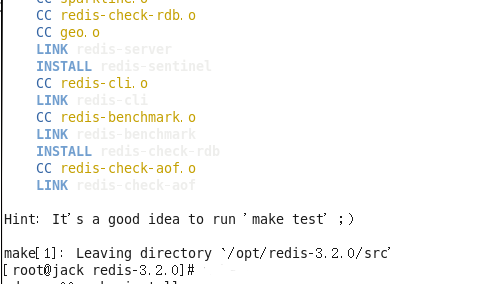 CC redis-check-rdb.o
CC geo.o
LINK redis-server
INSTALL redis-sentinel
CC redis-cli.o
LINK redis-cli
CC redis-benchmark.o
LINK redis-benchmark
INSTALL redis-check-rdb
CC redis-check-aof.o
LINK redis-check-aof
Hint: It's a good idea to run 'make test' ;)
make[1]: Leaving directory `/opt/redis-3.2.0/src'
[root@jack redis-3.2.0]#